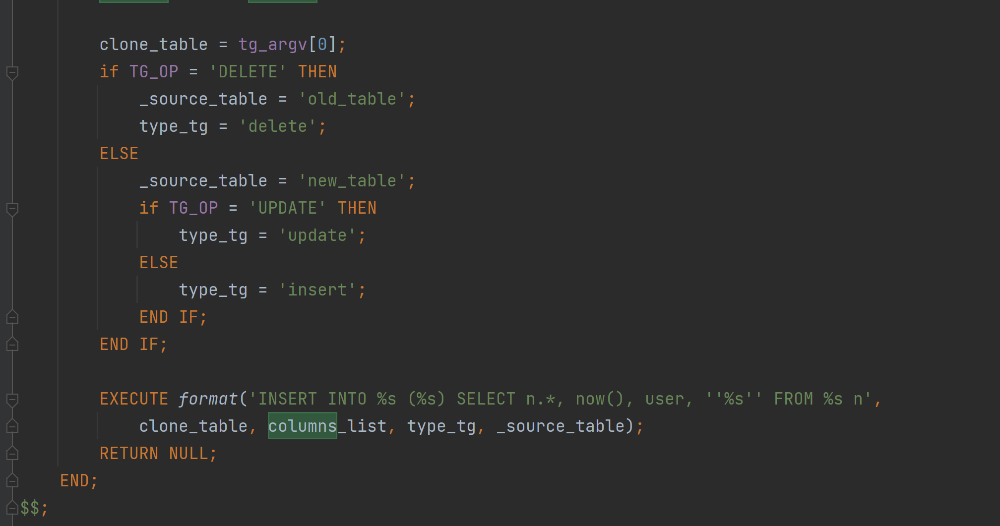 clone_table = tg_argv[0];
if TG_OP = 'DELETE' THEN
_source_table = 'old_table';
type_tg = 'delete';
ELSE
_source_table = 'new_table';
if TG_OP = 'UPDATE' THEN
type_tg = 'update';
ELSE
type_tg = 'insert';
END IF;
END IF;
EXECUTE format('INSERT INTO %s (%s) SELECT n.*, now(), user, ''%s'' FROM %s n',
clone_table, columns_list, type_tg, _source_table);
RETURN NULL;
END;
$$;